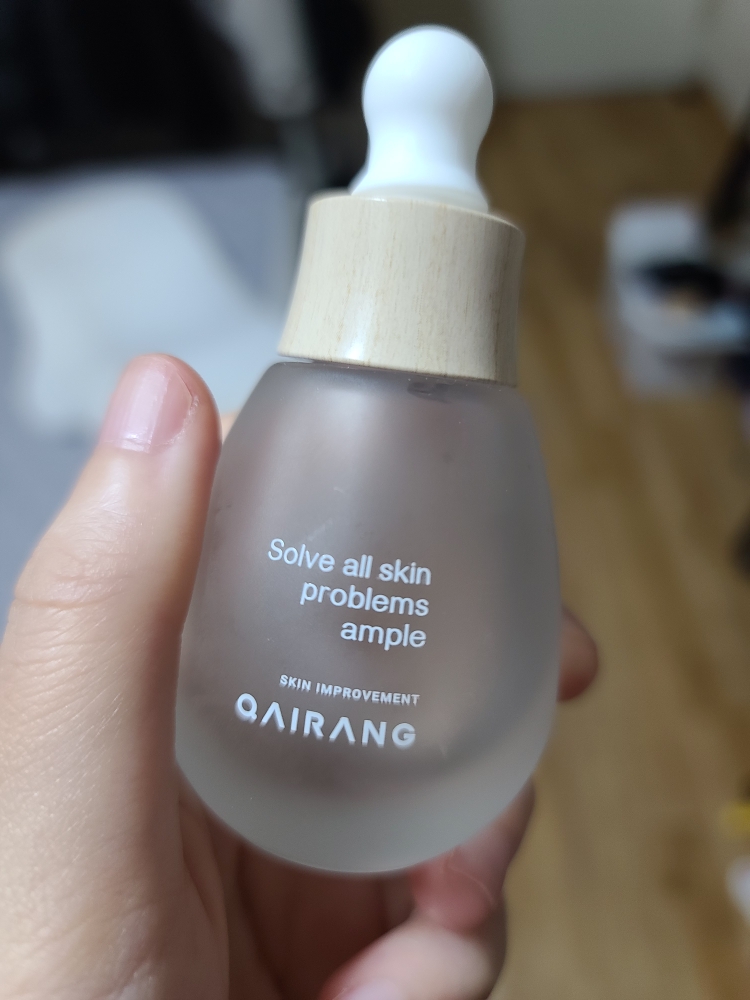 Solve all skin
problems
ample
SKIN IMPROVEMENT
QAIRANG